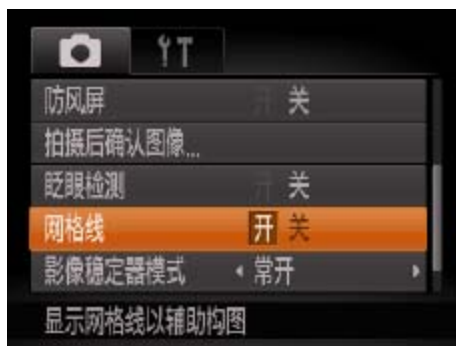 防风屏 开 关
拍摄后确认图像...
眨眼检测 开 关
网格线 开 关
影像稳定器模式 常开
显示网格线以辅助构图